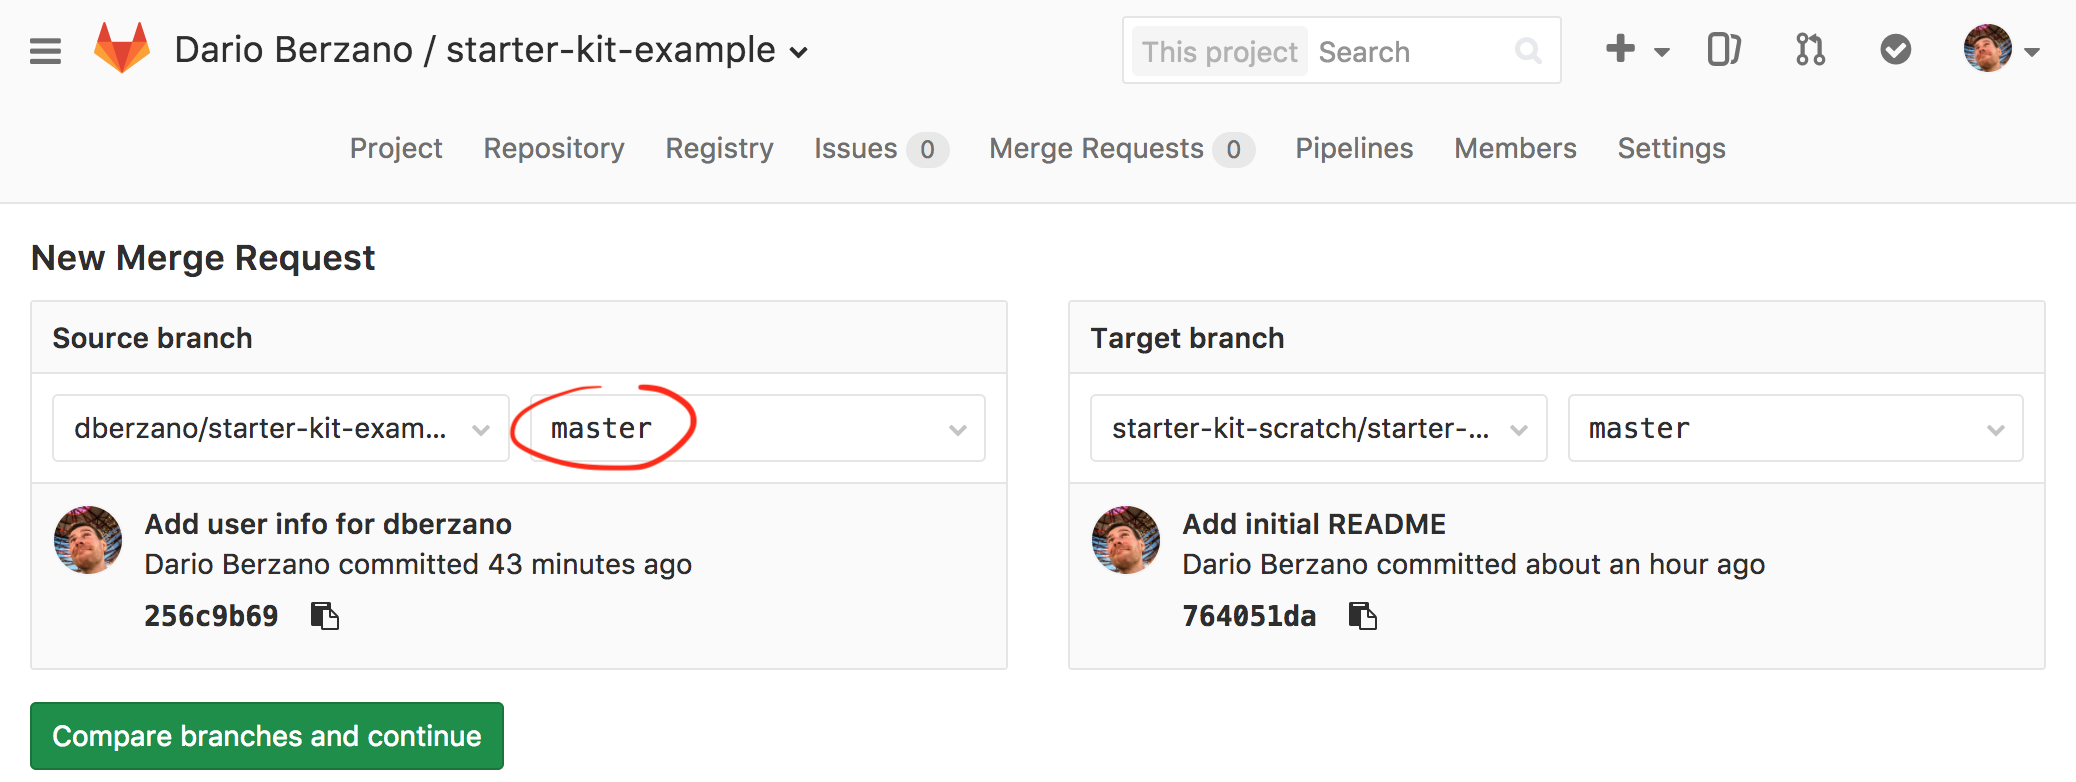 Dario Berzano / starter-kit-example
This project Search
Project Repository Registry Issues 0 Merge Requests 0 Pipelines Members Settings
New Merge Request
Source branch
dberzano/starter-kit-exam... master
Add user info for dberzano
Dario Berzano committed 43 minutes ago
256c9b69
Target branch
starter-kit-scratch/starter-... master
Add initial README
Dario Berzano committed about an hour ago
764051da
Compare branches and continue